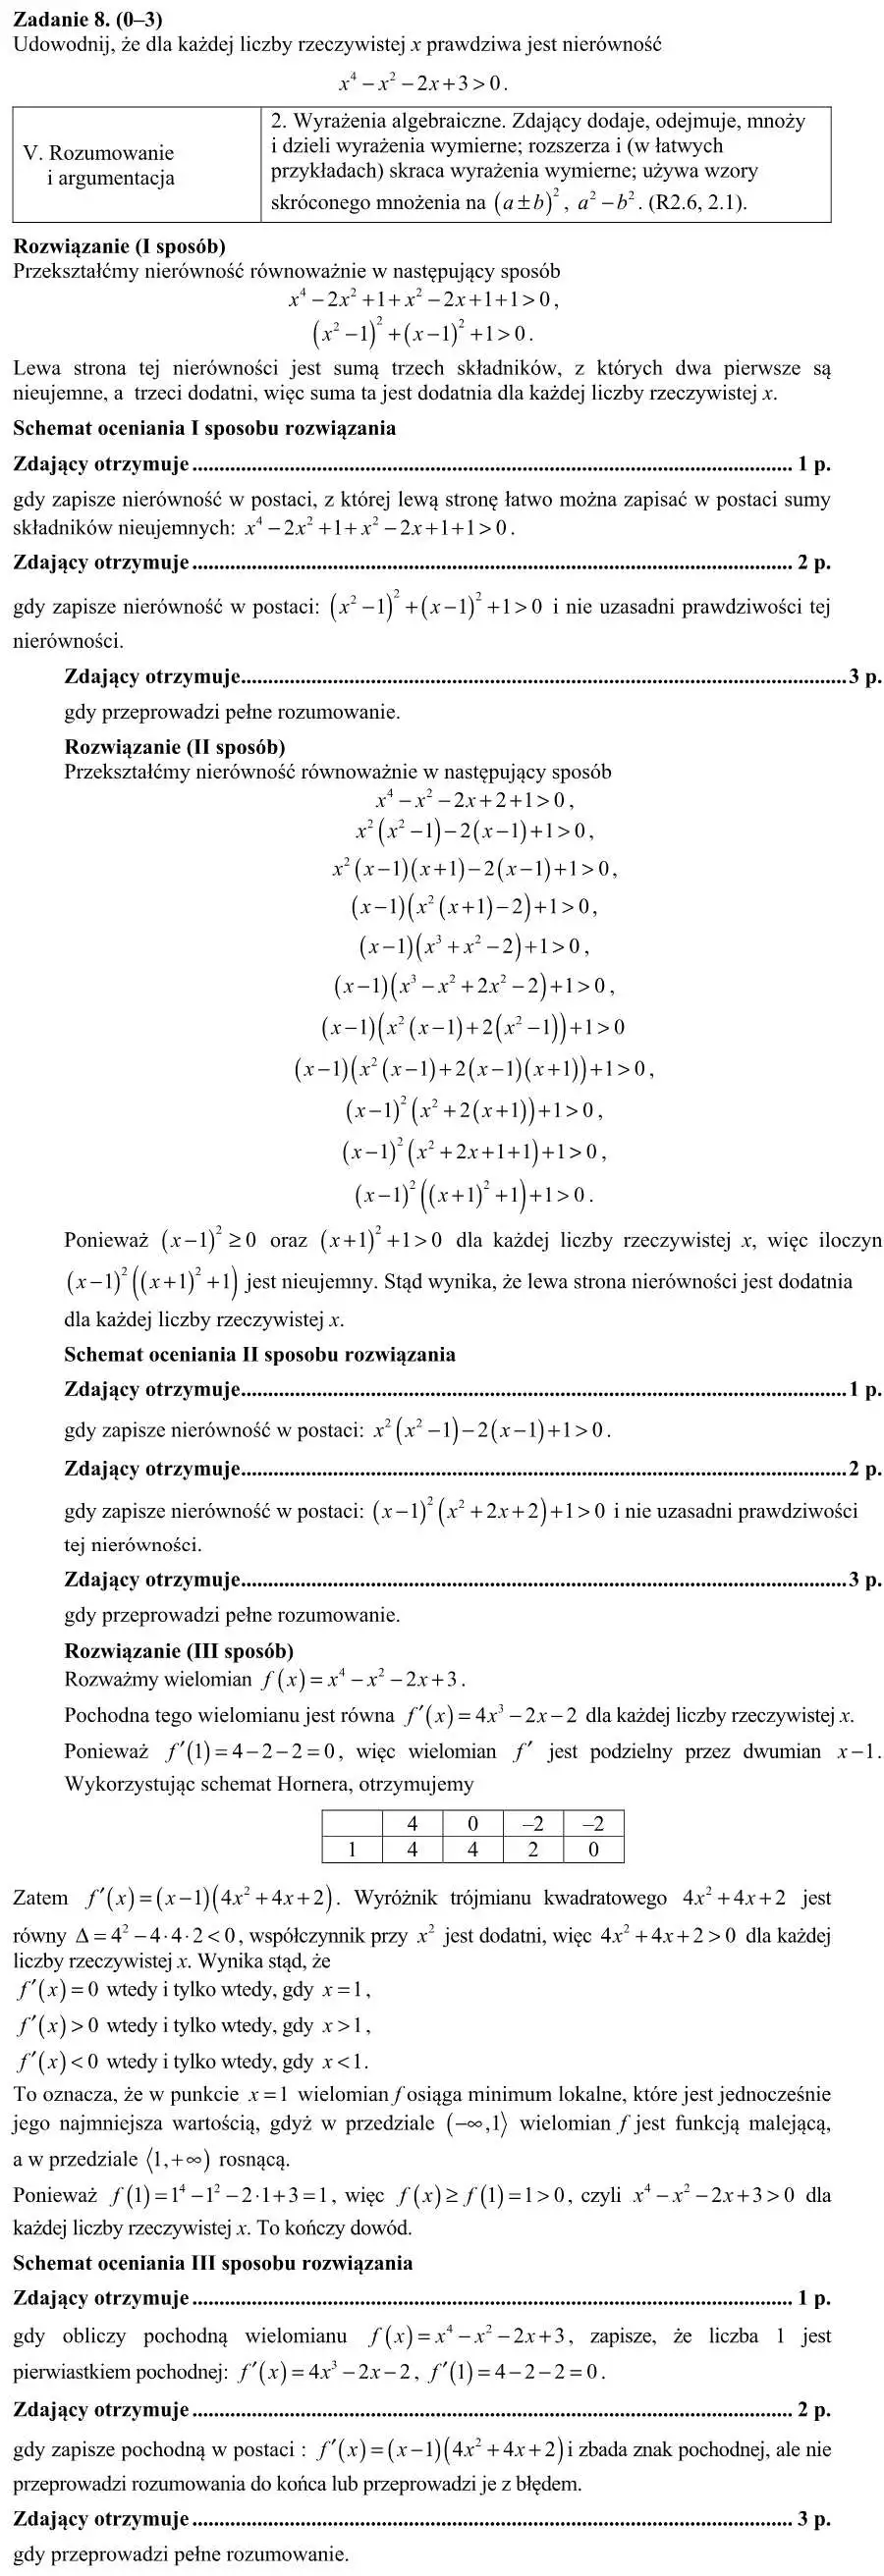 Zadanie 8. (0–3)
Udowodnij, że dla każdej liczby rzeczywistej x prawdziwa jest nierówność
x⁴ − x² − 2x + 3 > 0.
V. Rozumowanie
i argumentacja
2. Wyrażenia algebraiczne. Zdający dodaje, odejmuje, mnoży
i dzieli wyrażenia wymierne; rozszerza i (w łatwych
przykładach) skraca wyrażenia wymierne; używa wzory
skróconego mnożenia na (a ± b)², a² − b². (R2.6, 2.1).
Rozwiązanie (I sposób)
Przekształćmy nierówność równoważnie w następujący sposób
x⁴ − 2x² + 1 + x² − 2x + 1 + 1 > 0,
(x² − 1)² + (x − 1)² + 1 > 0.
Lewa strona tej nierówności jest sumą trzech składników, z których dwa pierwsze są
nieujemne, a trzeci dodatni, więc suma ta jest dodatnia dla każdej liczby rzeczywistej x.
Schemat oceniania I sposobu rozwiązania
Zdający otrzymuje ........ 1 p.
gdy zapisze nierówność w postaci, z której lewą stronę łatwo można zapisać w postaci sumy
składników nieujemnych: x⁴ − 2x² + 1 + x² − 2x + 1 + 1 > 0.
Zdający otrzymuje ........ 2 p.
gdy zapisze nierówność w postaci: (x² − 1)² + (x − 1)² + 1 > 0 i nie uzasadni prawdziwości tej
nierówności.
Zdający otrzymuje ........ 3 p.
gdy przeprowadzi pełne rozumowanie.
Rozwiązanie (II sposób)
Przekształćmy nierówność równoważnie w następujący sposób
x⁴ − x² − 2x + 2 + 1 > 0,
x²(x² − 1) − 2(x − 1) + 1 > 0,
x²(x − 1)(x + 1) − 2(x − 1) + 1 > 0,
(x − 1)(x²(x + 1) − 2) + 1 > 0,
(x − 1)(x³ + x² − 2) + 1 > 0,
(x − 1)(x³ − x² + 2x² − 2) + 1 > 0,
(x − 1)(x²(x − 1) + 2(x² − 1)) + 1 > 0
(x − 1)(x²(x − 1) + 2(x − 1)(x + 1)) + 1 > 0,
(x − 1)²(x² + 2(x + 1)) + 1 > 0,
(x − 1)²(x² + 2x + 1 + 1) + 1 > 0,
(x − 1)²((x + 1)² + 1) + 1 > 0.
Ponieważ (x − 1)² ≥ 0 oraz (x + 1)² + 1 > 0 dla każdej liczby rzeczywistej x, więc iloczyn
(x − 1)²((x + 1)² + 1) jest nieujemny. Stąd wynika, że lewa strona nierówności jest dodatnia
dla każdej liczby rzeczywistej x.
Schemat oceniania II sposobu rozwiązania
Zdający otrzymuje ........ 1 p.
gdy zapisze nierówność w postaci: x²(x² − 1) − 2(x − 1) + 1 > 0.
Zdający otrzymuje ........ 2 p.
gdy zapisze nierówność w postaci: (x − 1)²(x² + 2x + 2) + 1 > 0 i nie uzasadni prawdziwości
tej nierówności.
Zdający otrzymuje ........ 3 p.
gdy przeprowadzi pełne rozumowanie.
Rozwiązanie (III sposób)
Rozważmy wielomian f(x) = x⁴ − x² − 2x + 3.
Pochodna tego wielomianu jest równa f′(x) = 4x³ − 2x − 2 dla każdej liczby rzeczywistej x.
Ponieważ f′(1) = 4 − 2 − 2 = 0, więc wielomian f′ jest podzielny przez dwumian x − 1.
Wykorzystując schemat Hornera, otrzymujemy
4 0 –2 –2
1 4 4 2 0
Zatem f′(x) = (x − 1)(4x² + 4x + 2). Wyróżnik trójmianu kwadratowego 4x² + 4x + 2 jest
równy Δ = 4² − 4·4·2 < 0, współczynnik przy x² jest dodatni, więc 4x² + 4x + 2 > 0 dla każdej
liczby rzeczywistej x. Wynika stąd, że
f′(x) = 0 wtedy i tylko wtedy, gdy x = 1,
f′(x) > 0 wtedy i tylko wtedy, gdy x > 1,
f′(x) < 0 wtedy i tylko wtedy, gdy x < 1.
To oznacza, że w punkcie x = 1 wielomian f osiąga minimum lokalne, które jest jednocześnie
jego najmniejsza wartością, gdyż w przedziale (−∞,1⟩ wielomian f jest funkcją malejącą,
a w przedziale ⟨1,+∞) rosnącą.
Ponieważ f(1) = 1⁴ − 1² − 2·1 + 3 = 1, więc f(x) ≥ f(1) = 1 > 0, czyli x⁴ − x² − 2x + 3 > 0 dla
każdej liczby rzeczywistej x. To kończy dowód.
Schemat oceniania III sposobu rozwiązania
Zdający otrzymuje ........ 1 p.
gdy obliczy pochodną wielomianu f(x) = x⁴ − x² − 2x + 3, zapisze, że liczba 1 jest
pierwiastkiem pochodnej: f′(x) = 4x³ − 2x − 2, f′(1) = 4 − 2 − 2 = 0.
Zdający otrzymuje ........ 2 p.
gdy zapisze pochodną w postaci : f′(x) = (x − 1)(4x² + 4x + 2) i zbada znak pochodnej, ale nie
przeprowadzi rozumowania do końca lub przeprowadzi je z błędem.
Zdający otrzymuje ........ 3 p.
gdy przeprowadzi pełne rozumowanie.